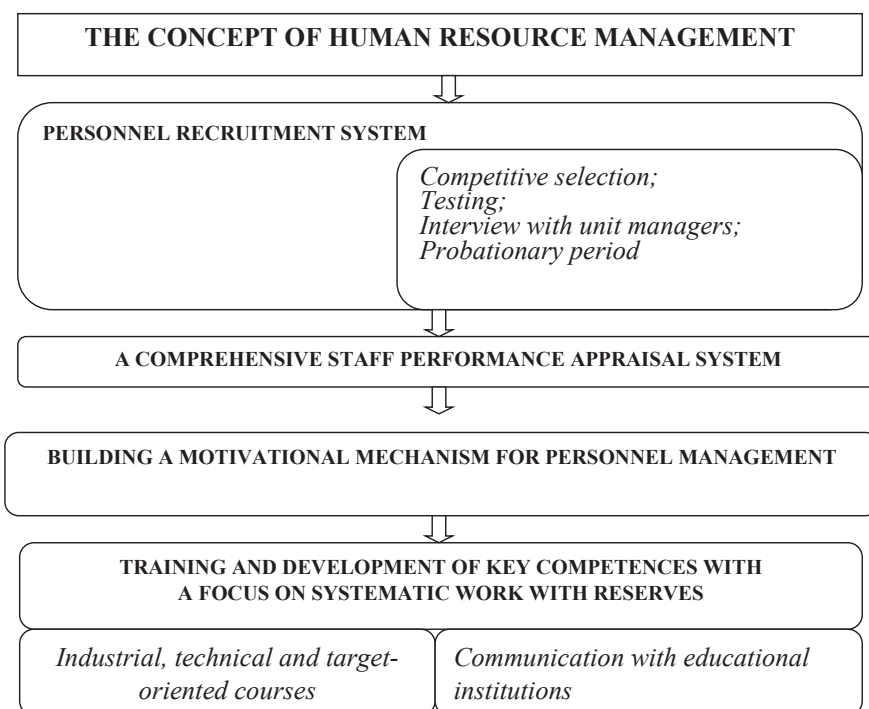 THE CONCEPT OF HUMAN RESOURCE MANAGEMENT
PERSONNEL RECRUITMENT SYSTEM
Competitive selection;
Testing;
Interview with unit managers;
Probationary period
A COMPREHENSIVE STAFF PERFORMANCE APPRAISAL SYSTEM
BUILDING A MOTIVATIONAL MECHANISM FOR PERSONNEL MANAGEMENT
TRAINING AND DEVELOPMENT OF KEY COMPETENCES WITH
A FOCUS ON SYSTEMATIC WORK WITH RESERVES
Industrial, technical and target-
oriented courses
Communication with educational
institutions